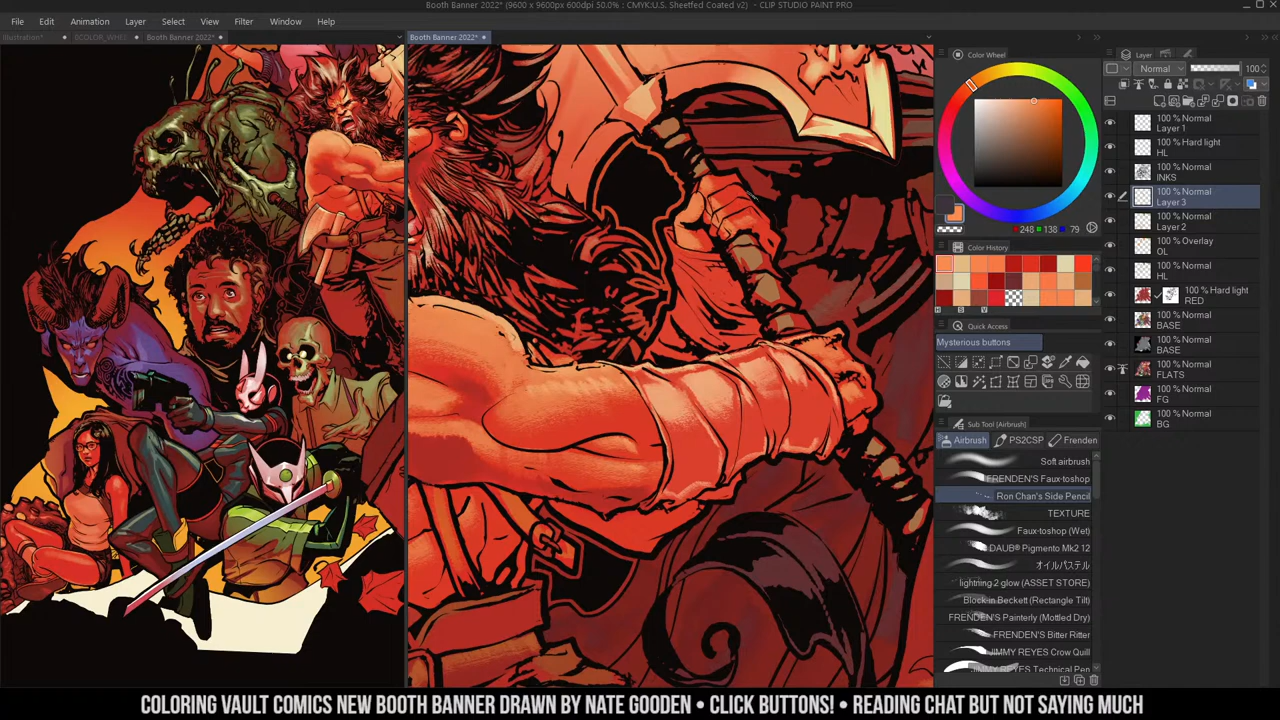 Booth Banner 2022* (9600 x 9600px 600dpi 50.0% : CMYK:U.S. Sheetfed Coated v2) - CLIP STUDIO PAINT PRO
File Edit Animation Layer Select View Filter Window Help
Illustration* 5COLOR_WHE Booth Banner 2022* Booth Banner 2022*
Color Wheel
248 138 79
Color History
H S V
Quick Access
Mysterious buttons
Sub Tool [Airbrush]
Airbrush PS2CSP Frenden
Soft airbrush
FRENDEN'S Faux-toshop
Ron Chan's Side Pencil
TEXTURE
Faux-toshop (Wet)
DAUB® Pigmento Mk2 12
オイルパステル
lightning 2 glow (ASSET STORE)
Block-in Beckett (Rectangle Tilt)
FRENDEN'S Painterly (Mottled Dry)
FRENDEN'S Bitter Ritter
JIMMY REYES Crow Quill
JIMMY REYES Technical Pen
Layer
Normal 100
100 % Normal
Layer 1
100 % Hard light
HL
100 % Normal
INKS
100 % Normal
Layer 3
100 % Normal
Layer 2
100 % Overlay
OL
100 % Normal
HL
100 % Hard light
RED
100 % Normal
BASE
100 % Normal
BASE
100 % Normal
FLATS
100 % Normal
FG
100 % Normal
BG
COLORING VAULT COMICS NEW BOOTH BANNER DRAWN BY NATE GOODEN • CLICK BUTTONS! • READING CHAT BUT NOT SAYING MUCH